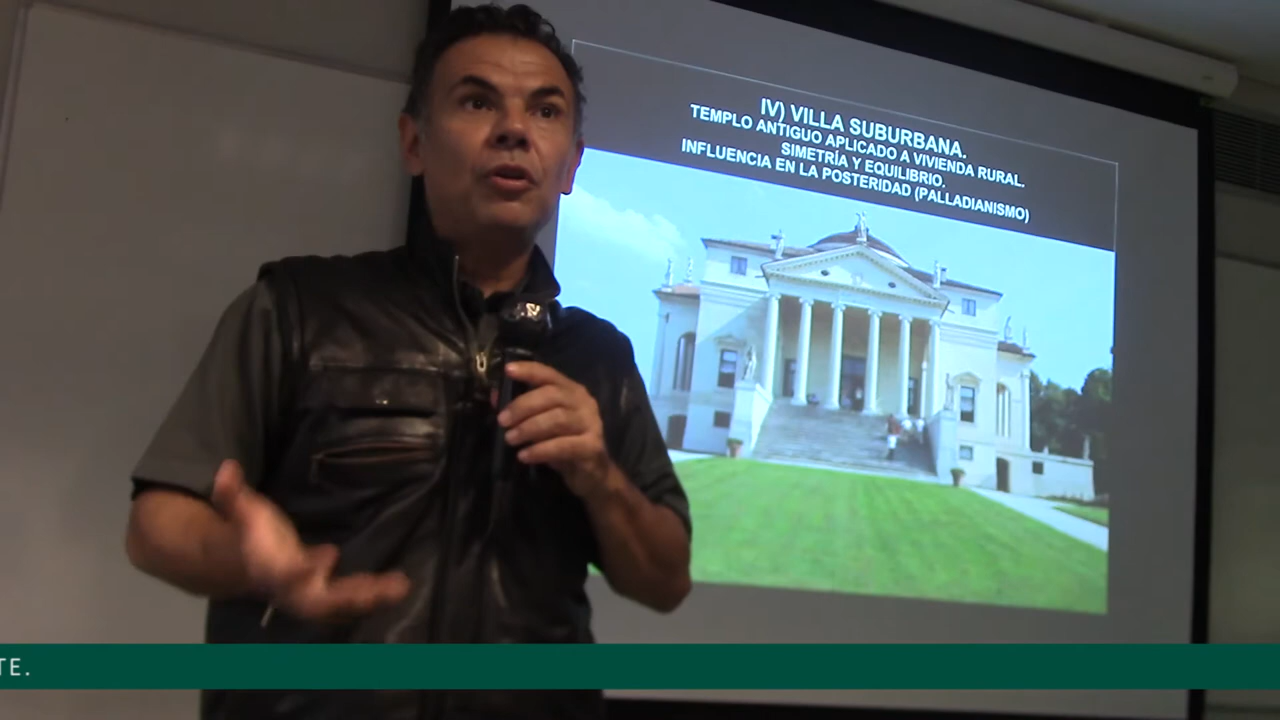 IV) VILLA SUBURBANA.
TEMPLO ANTIGUO APLICADO A VIVIENDA RURAL.
SIMETRÍA Y EQUILIBRIO.
INFLUENCIA EN LA POSTERIDAD (PALLADIANISMO)
TE.